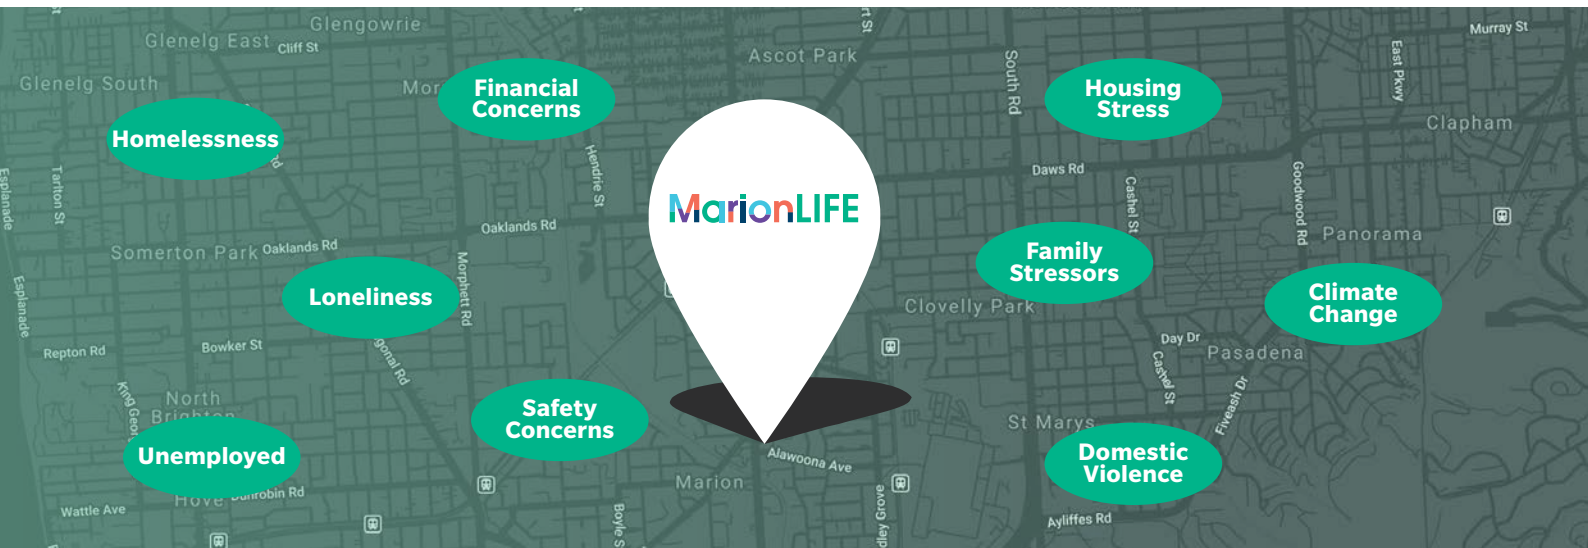 Glengowrie
Murray St
Glenelg East
Cliff St
Ascot Park
South Rd
East Pkwy
Glenelg South
Financial
Concerns
Housing
Stress
Clapham
Homelessness
Hendrie St
Daws Rd
Tarlton St
Esplanade
Cashel St
Goodwood Rd
MarionLIFE
Oaklands Rd
Somerton Park
Oaklands Rd
Panorama
Family
Stressors
Morphett Rd
Loneliness
Esplanade
Clovelly Park
Climate
Change
Repton Rd
Bowker St
Day Dr
Pasadena
Cashel St
North
Brighton
Fiveash Dr
Safety
Concerns
St Marys
Unemployed
Alawoona Ave
Domestic
Violence
Marion
Hove
Dunrobin Rd
Wattle Ave
Ayliffes Rd